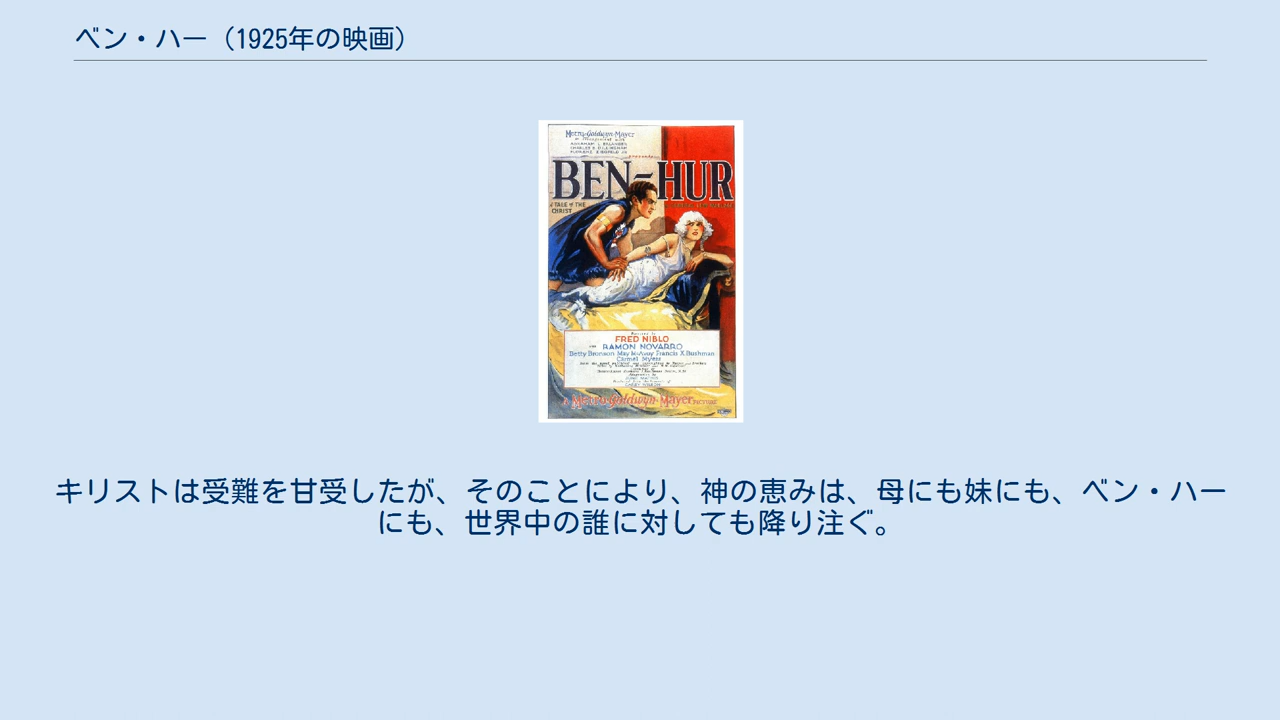 ベン・ハー（1925年の映画）
Metro-Goldwyn-Mayer
BEN-HUR
A TALE of THE
CHRIST
FRED NIBLO
with RAMON NOVARRO
Betty Bronson May McAvoy Francis X. Bushman
A Metro-Goldwyn-Mayer PICTURE
キリストは受難を甘受したが、そのことにより、神の恵みは、母にも妹にも、ベン・ハー
にも、世界中の誰に対しても降り注ぐ。